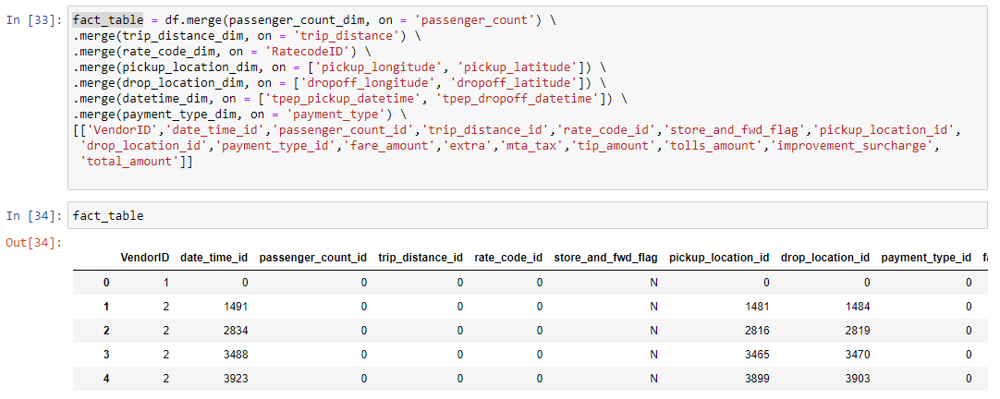 In [33]: fact_table = df.merge(passenger_count_dim, on = 'passenger_count') \
.merge(trip_distance_dim, on = 'trip_distance') \
.merge(rate_code_dim, on = 'RatecodeID') \
.merge(pickup_location_dim, on = ['pickup_longitude', 'pickup_latitude']) \
.merge(drop_location_dim, on = ['dropoff_longitude', 'dropoff_latitude']) \
.merge(datetime_dim, on = ['tpep_pickup_datetime', 'tpep_dropoff_datetime']) \
.merge(payment_type_dim, on = 'payment_type') \
[['VendorID','date_time_id','passenger_count_id','trip_distance_id','rate_code_id','store_and_fwd_flag','pickup_location_id',
'drop_location_id','payment_type_id','fare_amount','extra','mta_tax','tip_amount','tolls_amount','improvement_surcharge',
'total_amount']]
In [34]: fact_table
Out[34]:
VendorID date_time_id passenger_count_id trip_distance_id rate_code_id store_and_fwd_flag pickup_location_id drop_location_id payment_type_id
0 1 0 0 0 0 N 0 0 0
1 2 1491 0 0 0 N 1481 1484 0
2 2 2834 0 0 0 N 2816 2819 0
3 2 3488 0 0 0 N 3465 3470 0
4 2 3923 0 0 0 N 3899 3903 0